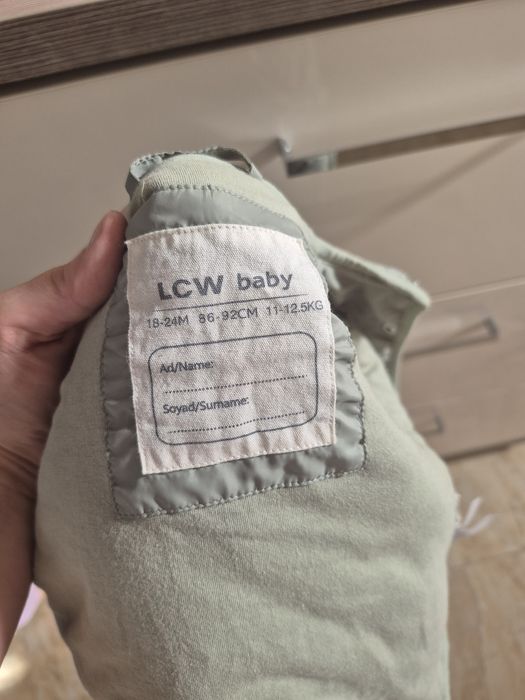 LCW baby
18-24M 86-92CM 11-12.5KG
Ad/Name:
Soyad/Surname: